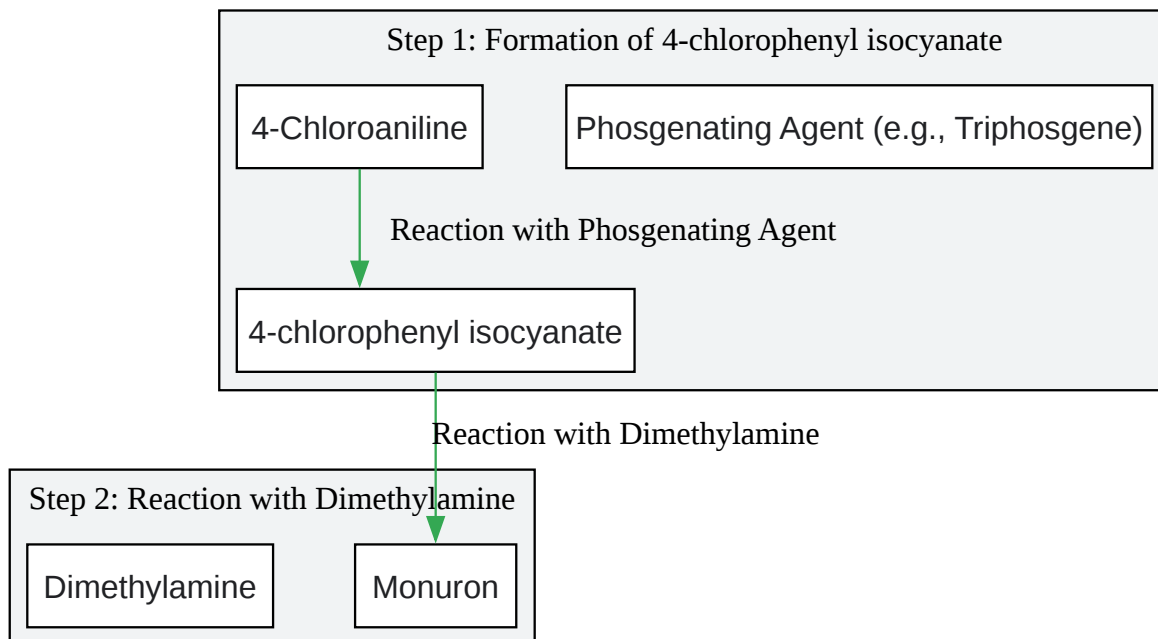 Step 1: Formation of 4-chlorophenyl isocyanate
4-Chloroaniline
Phosgenating Agent (e.g., Triphosgene)
Reaction with Phosgenating Agent
4-chlorophenyl isocyanate
Reaction with Dimethylamine
Step 2: Reaction with Dimethylamine
Dimethylamine
Monuron